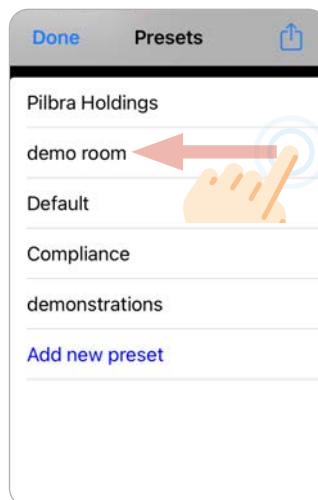 Done Presets
Pilbra Holdings
demo room
Default
Compliance
demonstrations
Add new preset